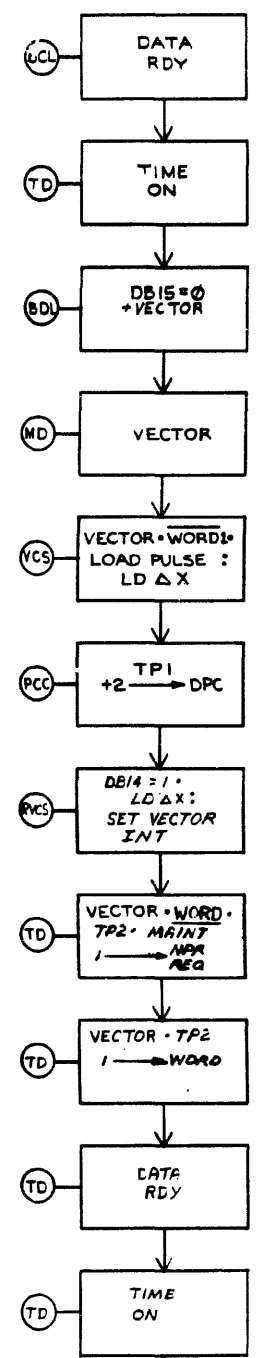 DATA
RDY
TD
TIME
ON
BDL
DB15=Ø
+VECTOR
MD
VECTOR
VCS
VECTOR • WORD1 •
LOAD PULSE :
LD Δ X
PCC
TP1
+2 → DPC
RVCS
DB14 = 1 •
LD Δ X :
SET VECTOR
INT
TD
VECTOR • WORD •
TP2 • MAINT
1 → NPR
REQ
TD
VECTOR • TP2
1 → WORD
TD
DATA
RDY
TD
TIME
ON